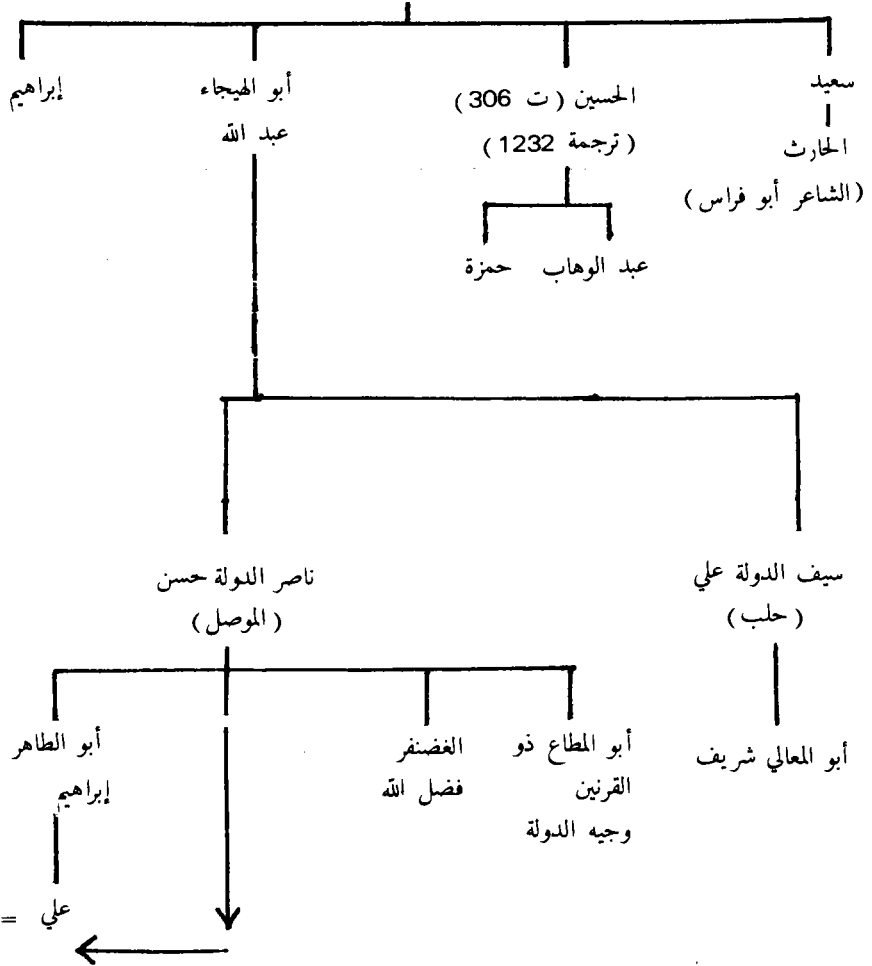 سعيد
الحارث
(الشاعر أبو فراس)
الحسين (ت 306)
(ترجمة 1232)
عبد الوهاب
حمزة
أبو الهيجاء
عبد الله
إبراهيم
سيف الدولة علي
(حلب)
أبو المعالي شريف
ناصر الدولة حسن
(الموصل)
أبو المطاع ذو
القرنين
وجيه الدولة
الغضنفر
فضل الله
أبو الطاهر
إبراهيم
علي =